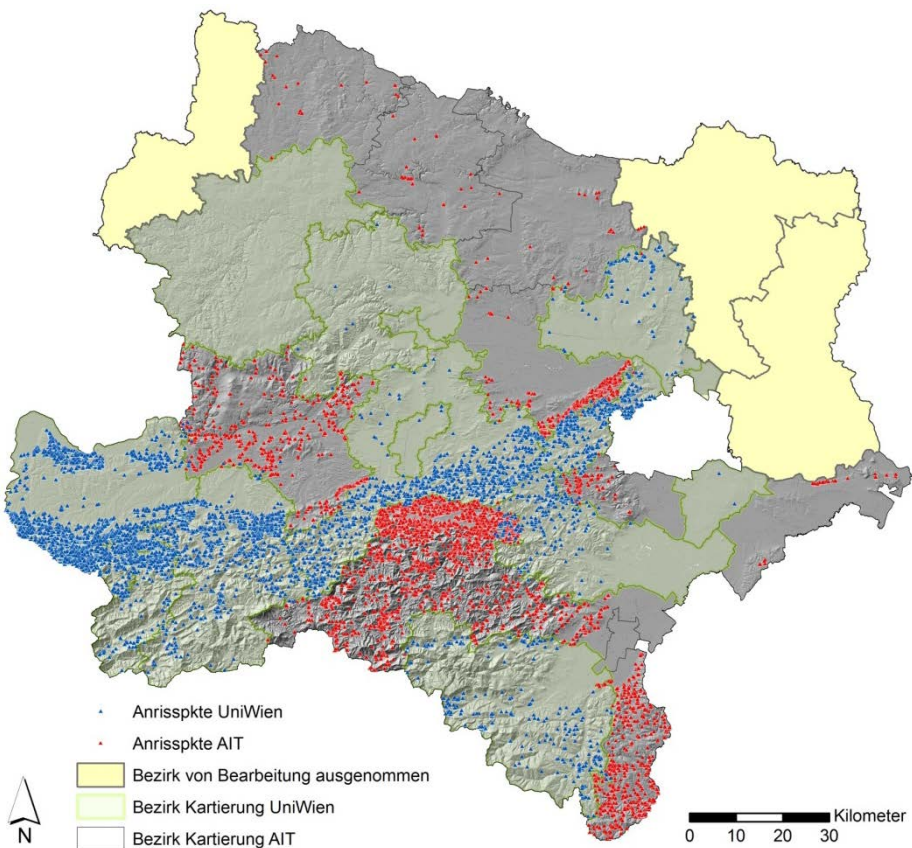 Anrisspkte UniWien
Anrisspkte AIT
Bezirk von Bearbeitung ausgenommen
Bezirk Kartierung UniWien
Bezirk Kartierung AIT
N
Kilometer
0 10 20 30